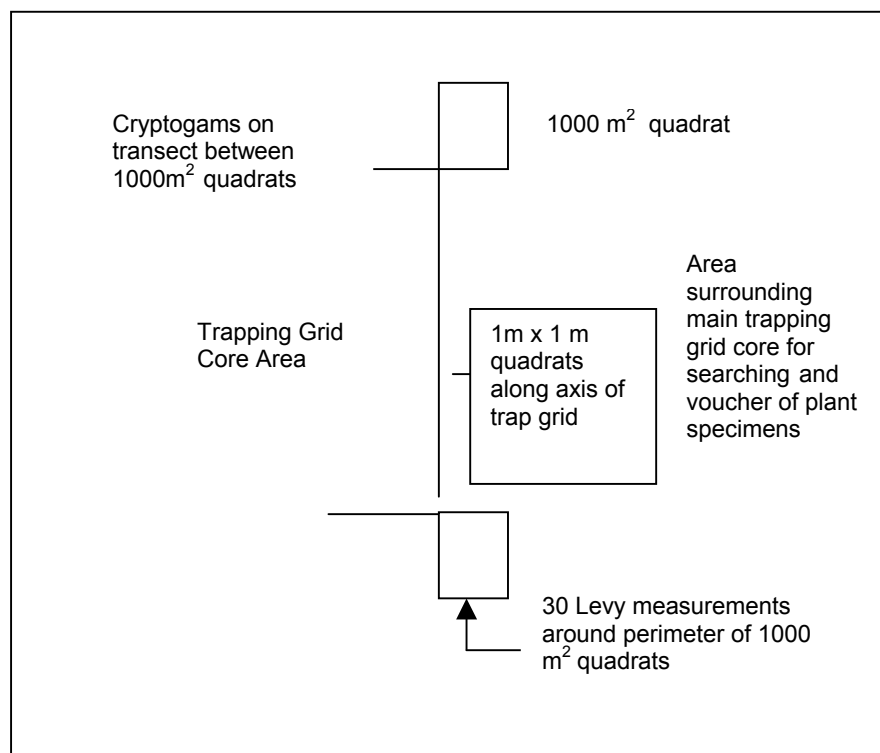 Cryptogams on
transect between
1000m² quadrats
1000 m² quadrat
Trapping Grid
Core Area
1m x 1 m
quadrats
along axis of
trap grid
Area
surrounding
main trapping
grid core for
searching and
voucher of plant
specimens
30 Levy measurements
around perimeter of 1000
m² quadrats